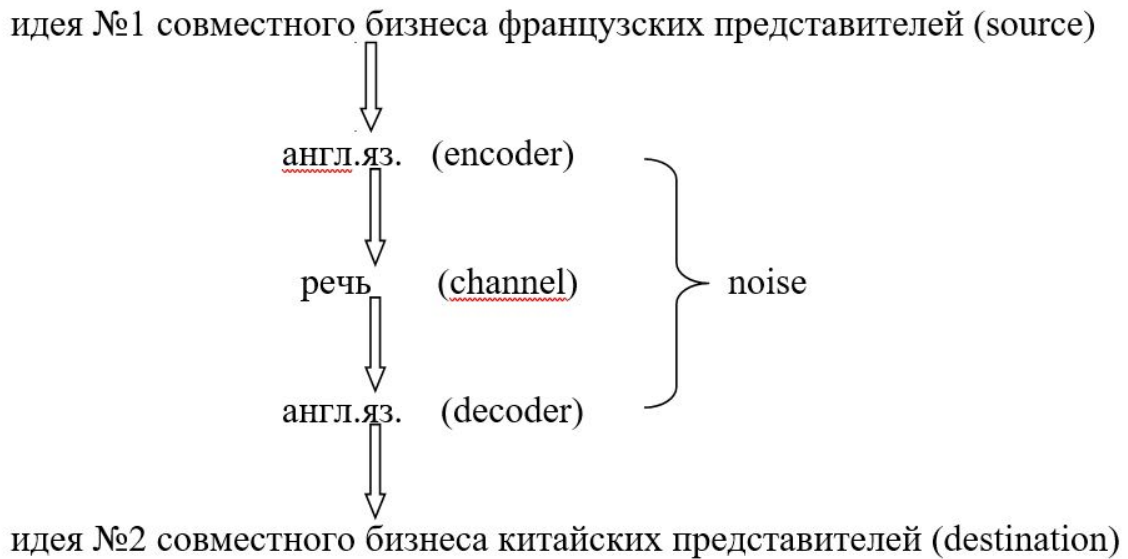 идея №1 совместного бизнеса французских представителей (source)
англ.яз. (encoder)
речь (channel) noise
англ.яз. (decoder)
идея №2 совместного бизнеса китайских представителей (destination)